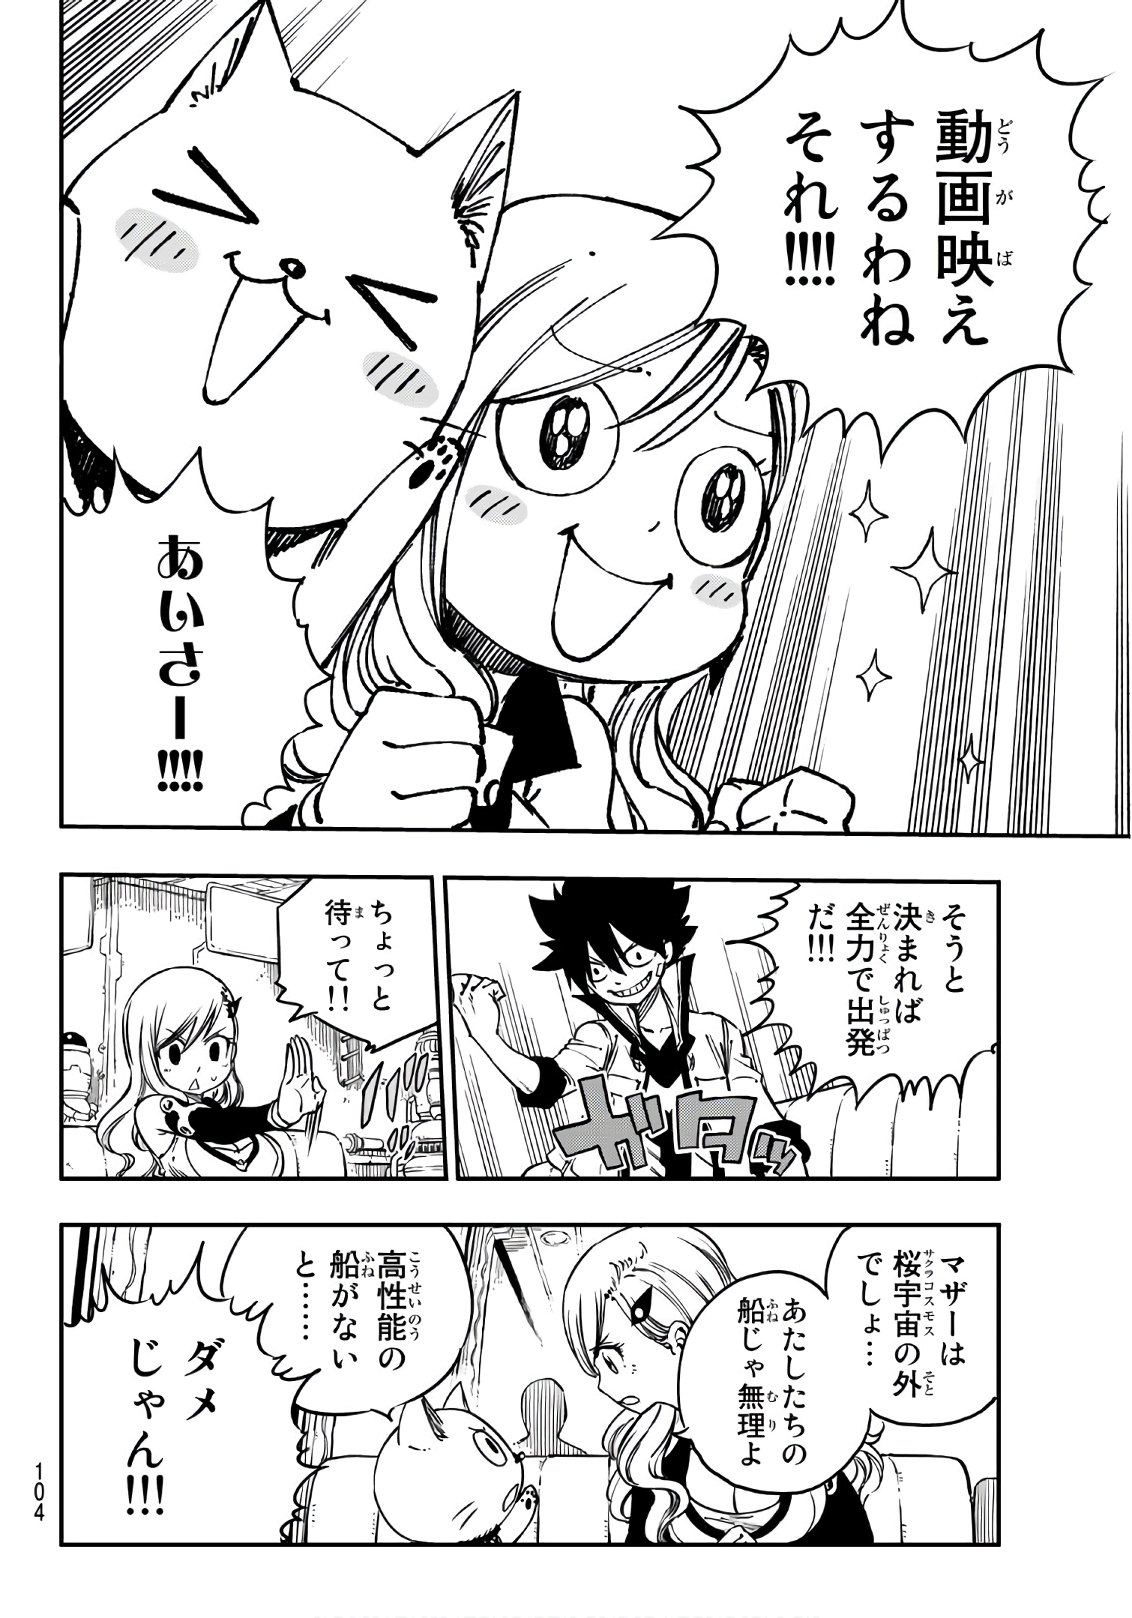 動画映え
するわね
それ!!!!
あいさー!!!!
そうと
決まれば
全力で出発
だ!!!
ガタッ
ちょっと
待って!!
マザーは
桜宇宙の外
でしょ…
あたしたちの
船じゃ無理よ
高性能の
船がない
と……
ダメ
じゃん!!!
104